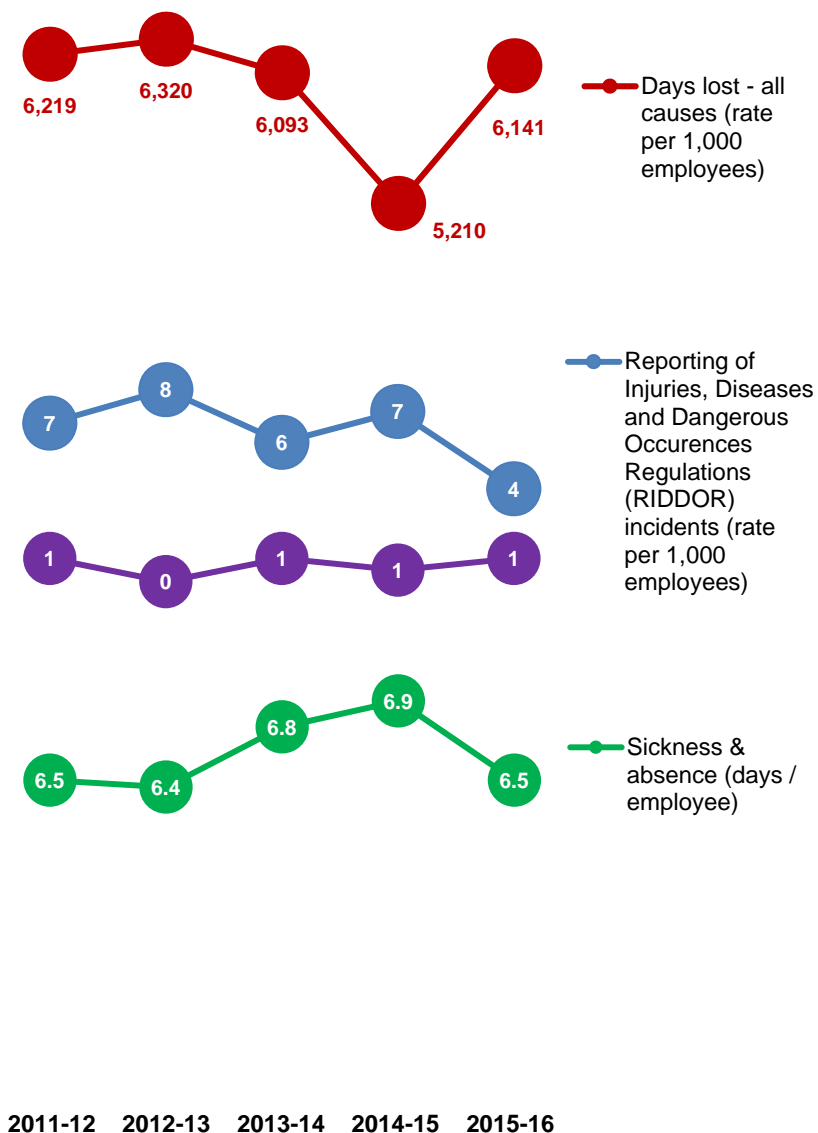 6,219
6,320
6,093
5,210
6,141
Days lost - all
causes (rate
per 1,000
employees)
7
8
6
7
4
Reporting of
Injuries, Diseases
and Dangerous
Occurences
Regulations
(RIDDOR)
incidents (rate
per 1,000
employees)
1
0
1
1
1
6.5
6.4
6.8
6.9
6.5
Sickness &
absence (days /
employee)
2011-12 2012-13 2013-14 2014-15 2015-16